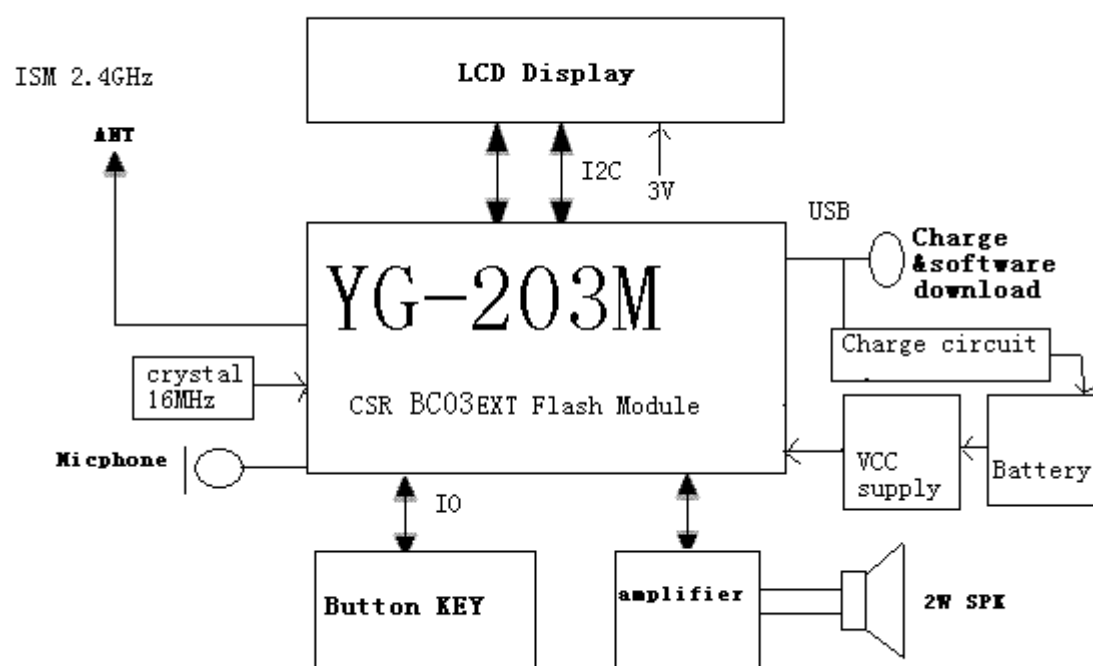 LCD Display
ISM 2.4GHz
ANT
I2C
3V
USB
Charge
&software
download
YG-203M
Charge circuit
crystal
16MHz
CSR BC03EXT Flash Module
Micphone
VCC
supply
Battery
IO
Button KEY
amplifier
2W SPK